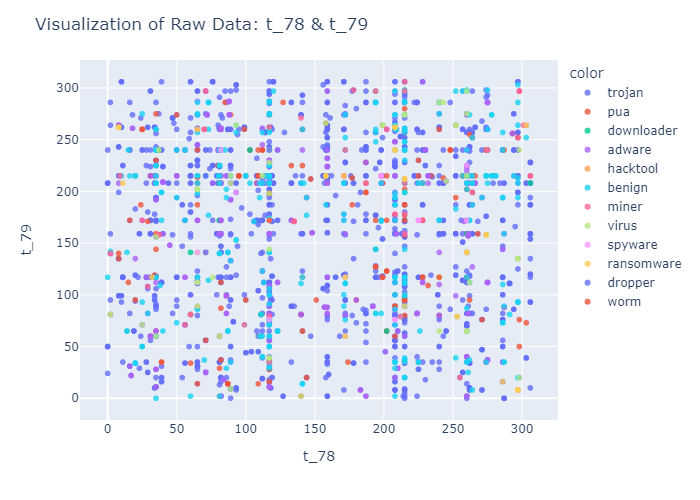 Visualization of Raw Data: t_78 & t_79
color
trojan
pua
downloader
adware
hacktool
benign
miner
virus
spyware
ransomware
dropper
worm
300
250
200
150
100
50
0
t_79
0 50 100 150 200 250 300
t_78